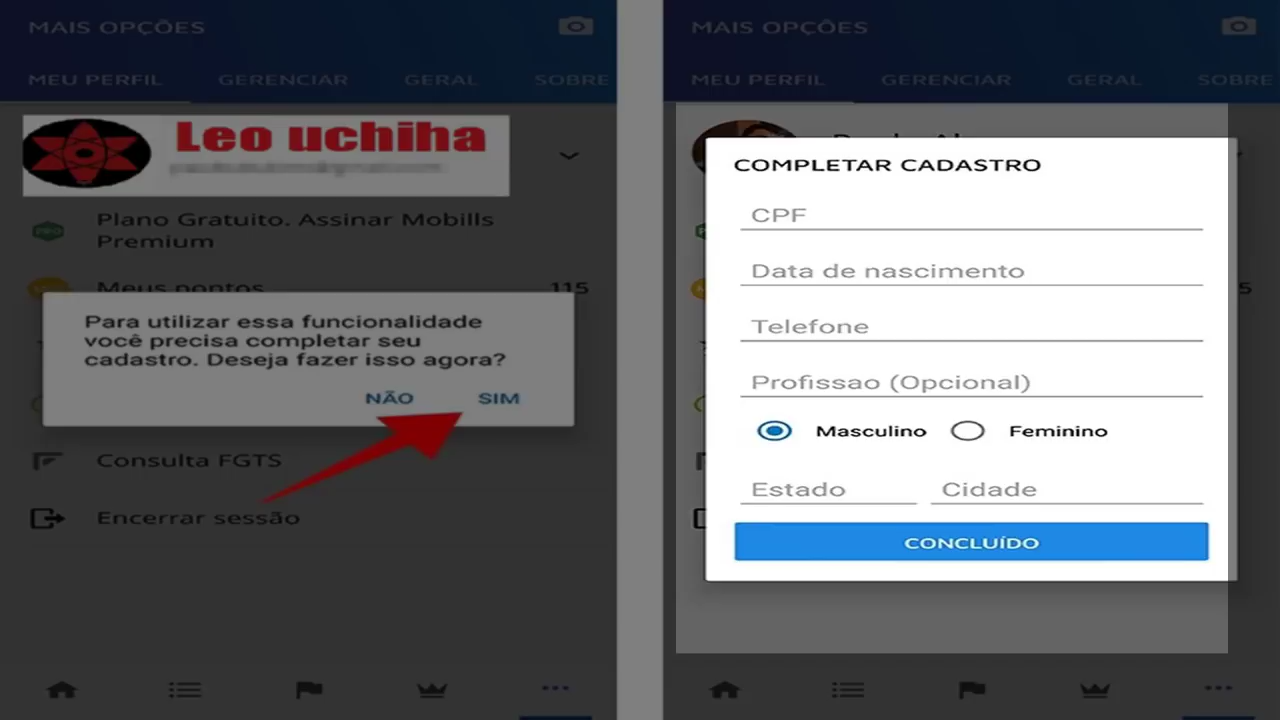 MAIS OPÇÕES
MEU PERFIL GERENCIAR GERAL SOBRE
Leo uchiha
Plano Gratuito. Assinar Mobills
Premium
Meus pontos 115
Para utilizar essa funcionalidade
você precisa completar seu
cadastro. Deseja fazer isso agora?
NÃO SIM
Consulta FGTS
Encerrar sessão
MAIS OPÇÕES
MEU PERFIL GERENCIAR GERAL SOBRE
COMPLETAR CADASTRO
CPF
Data de nascimento
Telefone
Profissao (Opcional)
Masculino Feminino
Estado Cidade
CONCLUÍDO